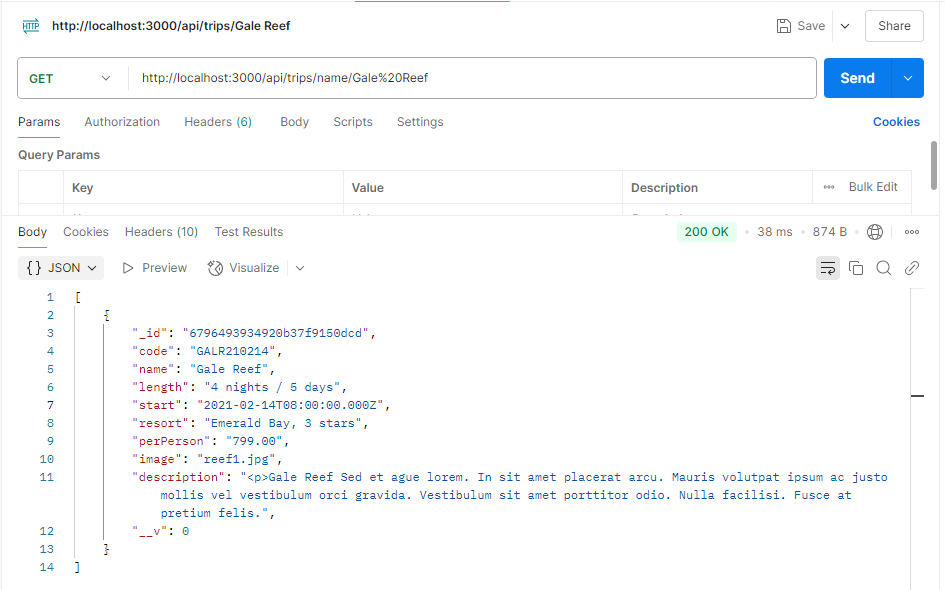 HTTP http://localhost:3000/api/trips/Gale Reef Save Share
GET http://localhost:3000/api/trips/name/Gale%20Reef Send
Params Authorization Headers (6) Body Scripts Settings Cookies
Query Params
Key Value Description ••• Bulk Edit
Body Cookies Headers (10) Test Results 200 OK • 38 ms • 874 B •
{} JSON Preview Visualize
1 [
2 {
3 "_id": "6796493934920b37f9150dcd",
4 "code": "GALR210214",
5 "name": "Gale Reef",
6 "length": "4 nights / 5 days",
7 "start": "2021-02-14T08:00:00.000Z",
8 "resort": "Emerald Bay, 3 stars",
9 "perPerson": "799.00",
10 "image": "reef1.jpg",
11 "description": "<p>Gale Reef Sed et ague lorem. In sit amet placerat arcu. Mauris volutpat ipsum ac justo
mollis vel vestibulum orci gravida. Vestibulum sit amet porttitor odio. Nulla facilisi. Fusce at
pretium felis.",
12 "__v": 0
13 }
14 ]